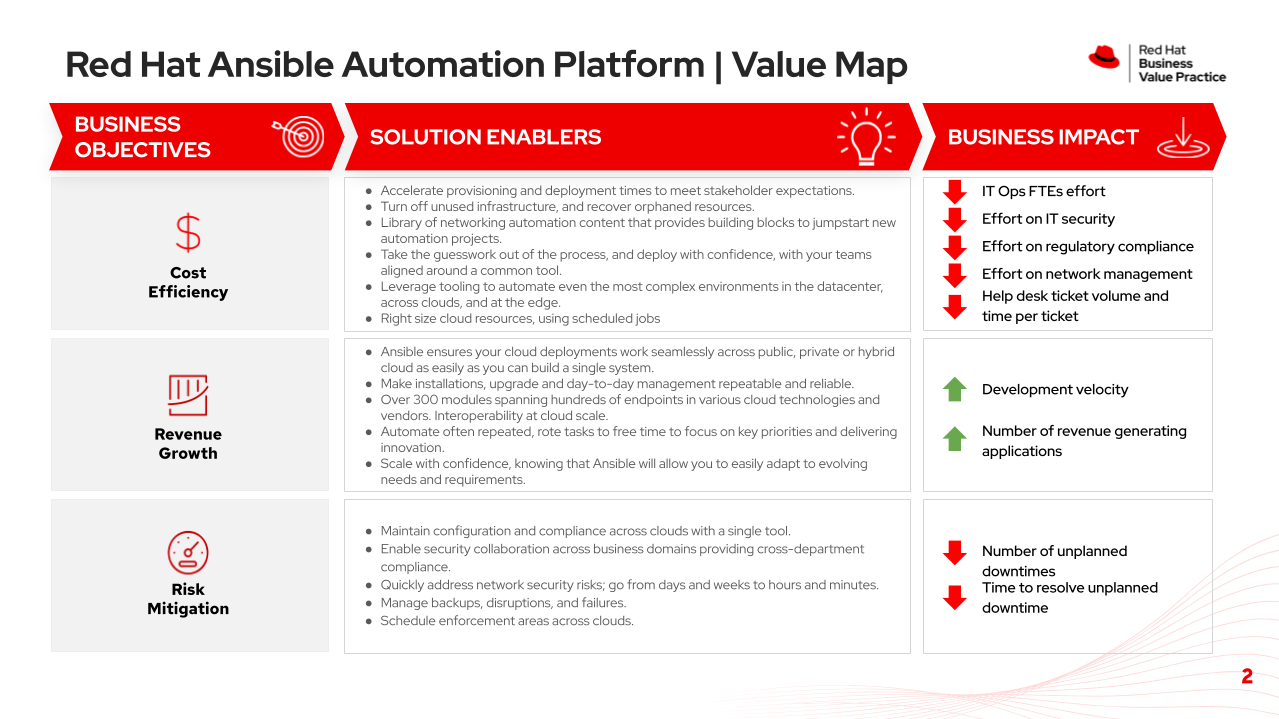 Red Hat Ansible Automation Platform | Value Map
Red Hat
Business
Value Practice
BUSINESS
OBJECTIVES
SOLUTION ENABLERS
BUSINESS IMPACT
$
Cost
Efficiency
● Accelerate provisioning and deployment times to meet stakeholder expectations.
● Turn off unused infrastructure, and recover orphaned resources.
● Library of networking automation content that provides building blocks to jumpstart new
automation projects.
● Take the guesswork out of the process, and deploy with confidence, with your teams
aligned around a common tool.
● Leverage tooling to automate even the most complex environments in the datacenter,
across clouds, and at the edge.
● Right size cloud resources, using scheduled jobs
IT Ops FTEs effort
Effort on IT security
Effort on regulatory compliance
Effort on network management
Help desk ticket volume and
time per ticket
Revenue
Growth
● Ansible ensures your cloud deployments work seamlessly across public, private or hybrid
cloud as easily as you can build a single system.
● Make installations, upgrade and day-to-day management repeatable and reliable.
● Over 300 modules spanning hundreds of endpoints in various cloud technologies and
vendors. Interoperability at cloud scale.
● Automate often repeated, rote tasks to free time to focus on key priorities and delivering
innovation.
● Scale with confidence, knowing that Ansible will allow you to easily adapt to evolving
needs and requirements.
Development velocity
Number of revenue generating
applications
Risk
Mitigation
● Maintain configuration and compliance across clouds with a single tool.
● Enable security collaboration across business domains providing cross-department
compliance.
● Quickly address network security risks; go from days and weeks to hours and minutes.
● Manage backups, disruptions, and failures.
● Schedule enforcement areas across clouds.
Number of unplanned
downtimes
Time to resolve unplanned
downtime
2